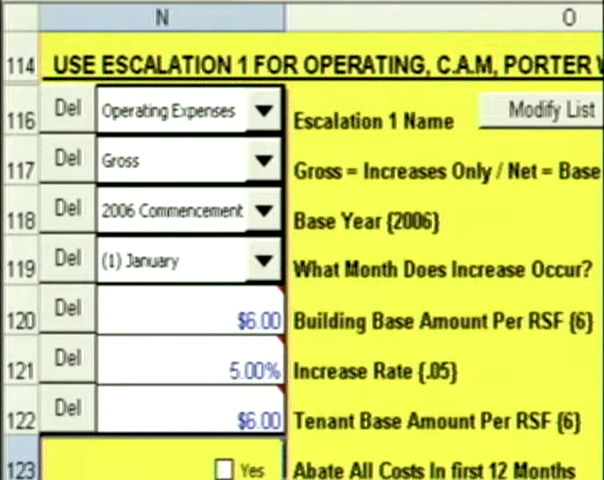 N O
114 USE ESCALATION 1 FOR OPERATING, C.A.M, PORTER W
116 Del Operating Expenses Escalation 1 Name Modify List
117 Del Gross Gross = Increases Only / Net = Base
118 Del 2006 Commencement Base Year {2006}
119 Del (1) January What Month Does Increase Occur?
120 Del $6.00 Building Base Amount Per RSF {6}
121 Del 5.00% Increase Rate {.05}
122 Del $6.00 Tenant Base Amount Per RSF {6}
123 Yes Abate All Costs In first 12 Months